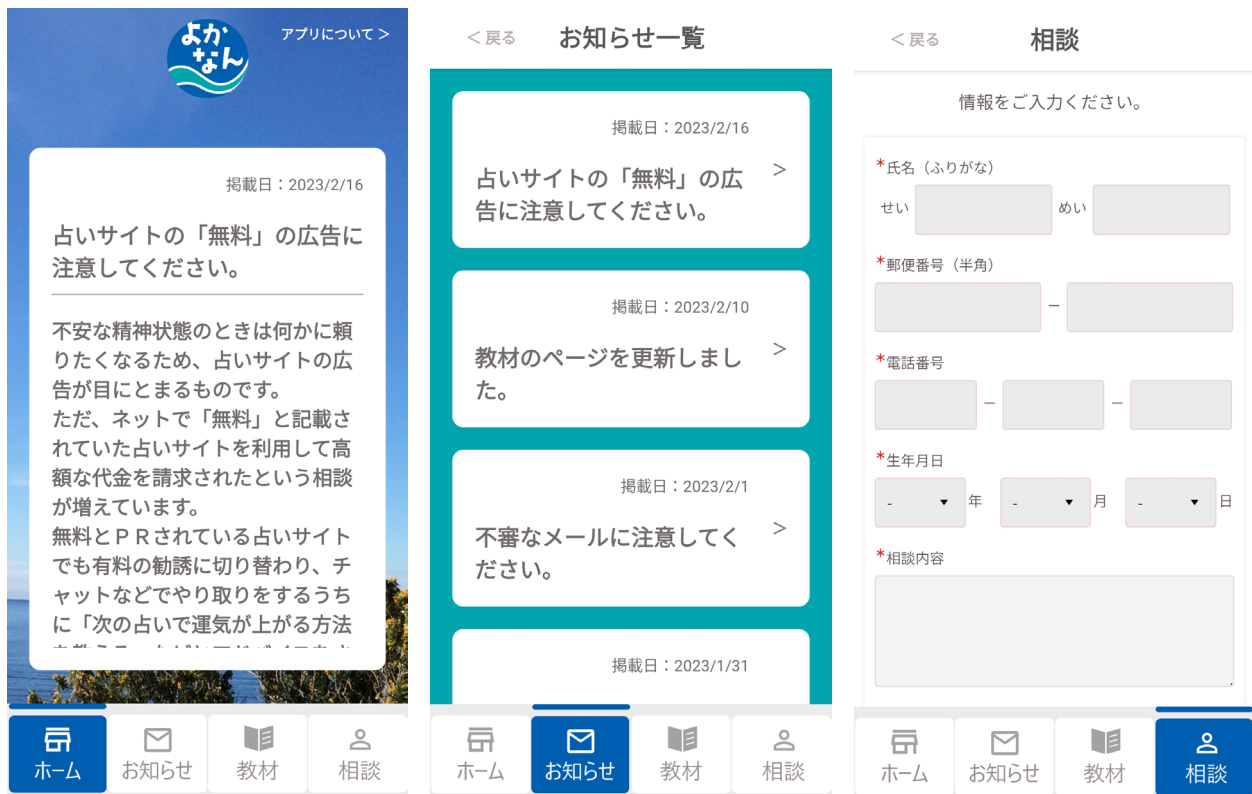 よか
なん
アプリについて >
掲載日：2023/2/16
占いサイトの「無料」の広告に
注意してください。
不安な精神状態のときは何かに頼
りたくなるため、占いサイトの広
告が目にとまるものです。
ただ、ネットで「無料」と記載さ
れていた占いサイトを利用して高
額な代金を請求されたという相談
が増えています。
無料とＰＲされている占いサイト
でも有料の勧誘に切り替わり、チ
ャットなどでやり取りをするうち
に「次の占いで運気が上がる方法
ホーム
お知らせ
教材
相談
< 戻る
お知らせ一覧
掲載日：2023/2/16
占いサイトの「無料」の広
告に注意してください。
>
掲載日：2023/2/10
教材のページを更新しまし
た。
>
掲載日：2023/2/1
不審なメールに注意してく
ださい。
>
掲載日：2023/1/31
ホーム
お知らせ
教材
相談
< 戻る
相談
情報をご入力ください。
*氏名（ふりがな）
せい
めい
*郵便番号（半角）
–
*電話番号
– –
*生年月日
- ▼ 年 - ▼ 月 - ▼ 日
*相談内容
ホーム
お知らせ
教材
相談